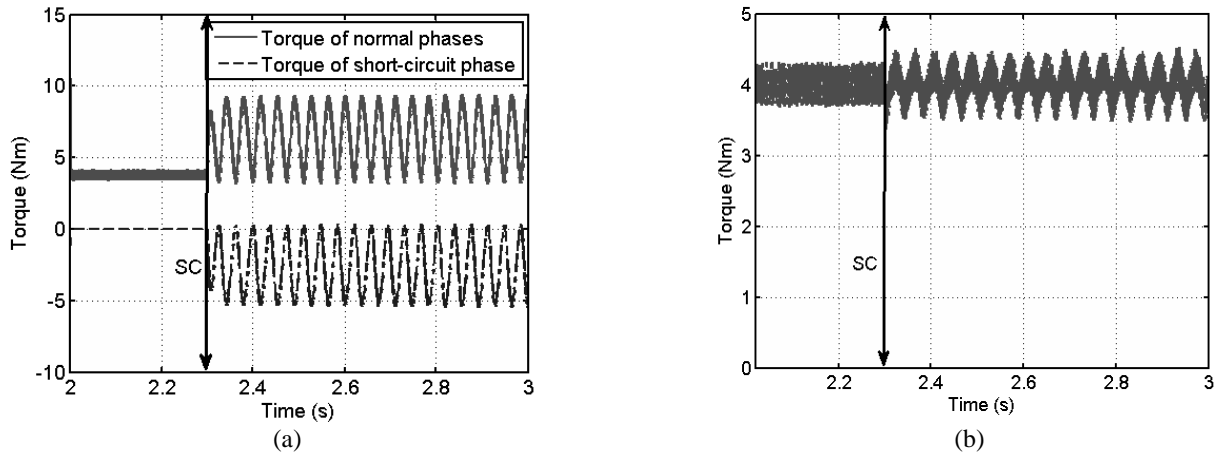 15
10
5
0
-5
-10
Torque (Nm)
Torque of normal phases
Torque of short-circuit phase
SC
2
2.2
2.4
2.6
2.8
3
Time (s)
(a)
5
4
3
2
1
0
Torque (Nm)
SC
2.2
2.4
2.6
2.8
3
Time (s)
(b)